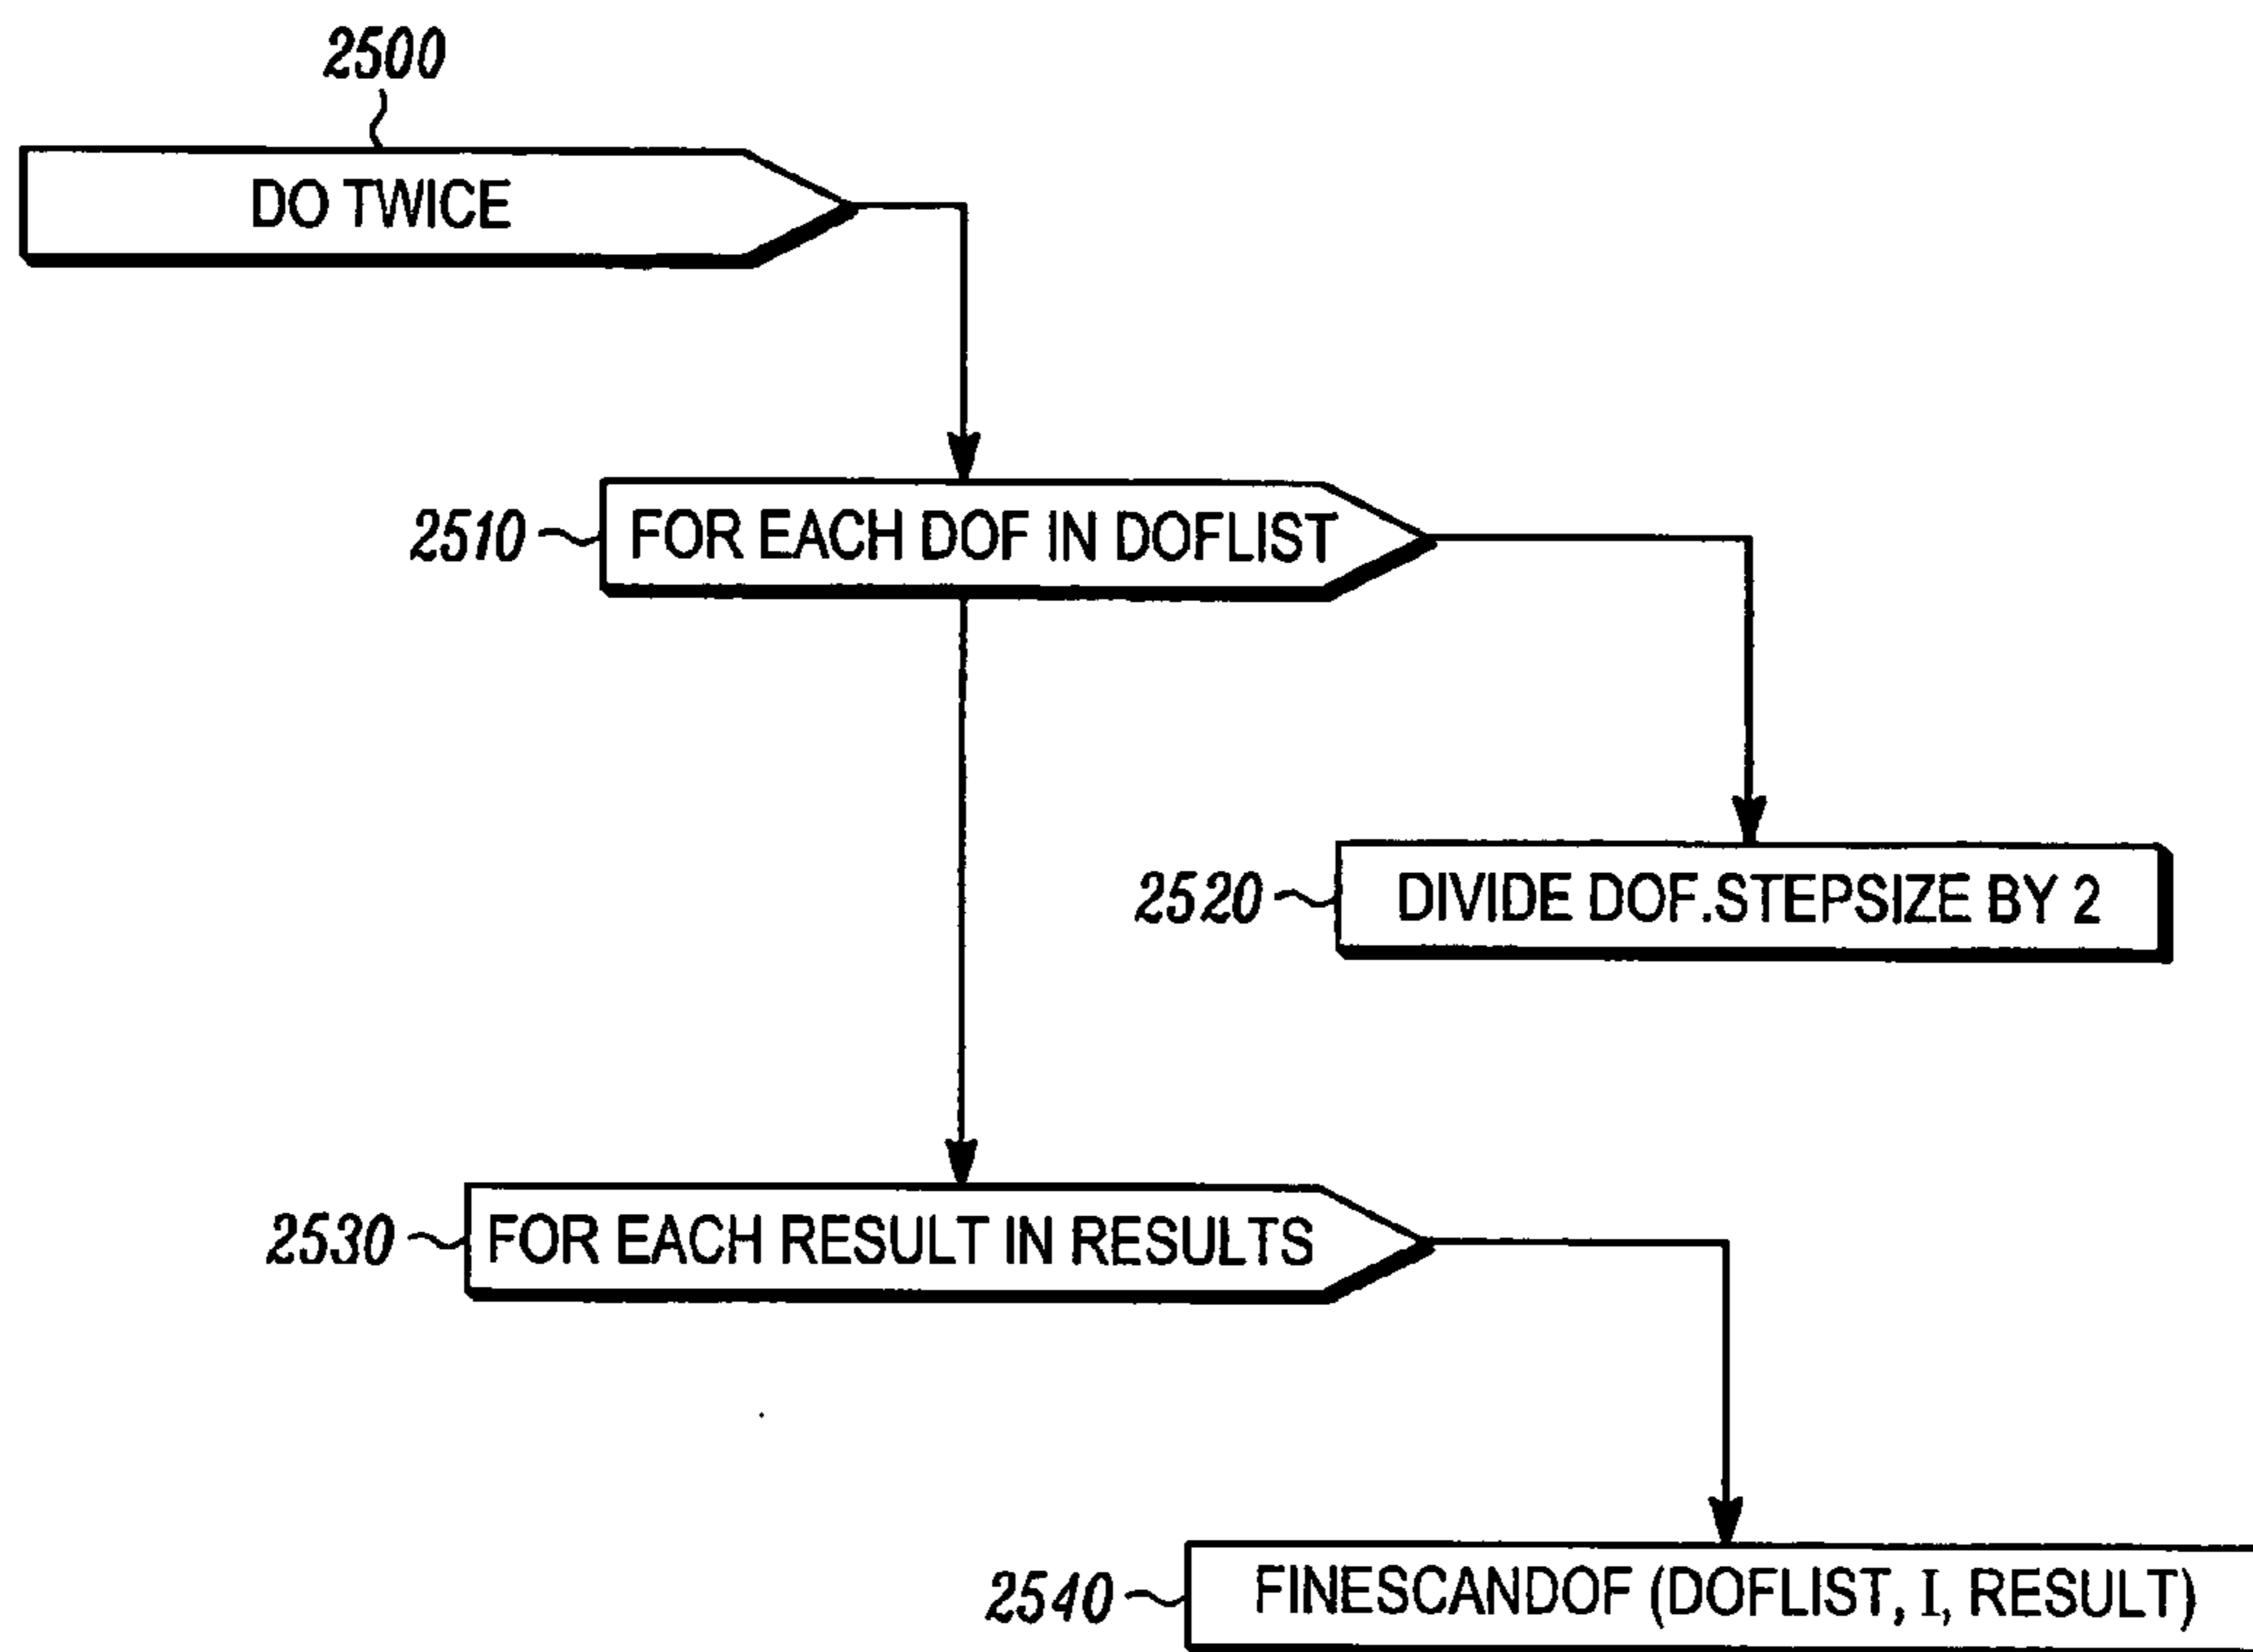 2500
DO TWICE
2510
FOR EACH DOF IN DOFLIST
2520
DIVIDE DOF.STEPSIZE BY 2
2530
FOR EACH RESULT IN RESULTS
2540
FINESCANDOF (DOFLIST, I, RESULT)